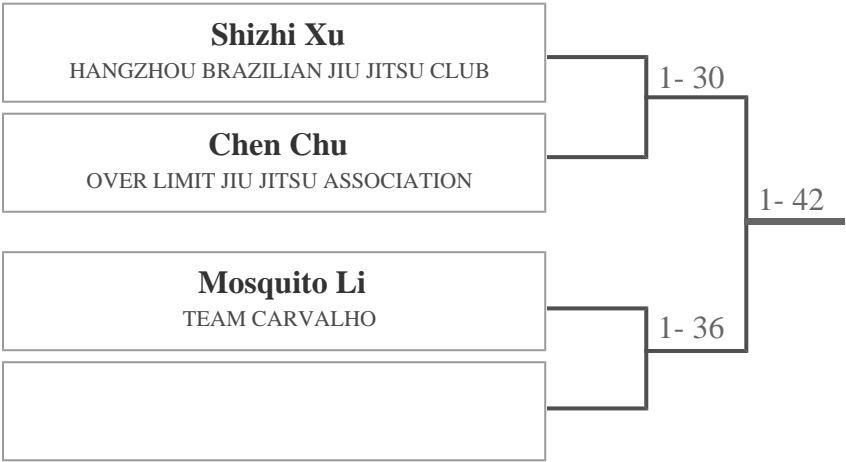 Shizhi Xu
HANGZHOU BRAZILIAN JIU JITSU CLUB
1- 30
Chen Chu
OVER LIMIT JIU JITSU ASSOCIATION
1- 42
Mosquito Li
TEAM CARVALHO
1- 36